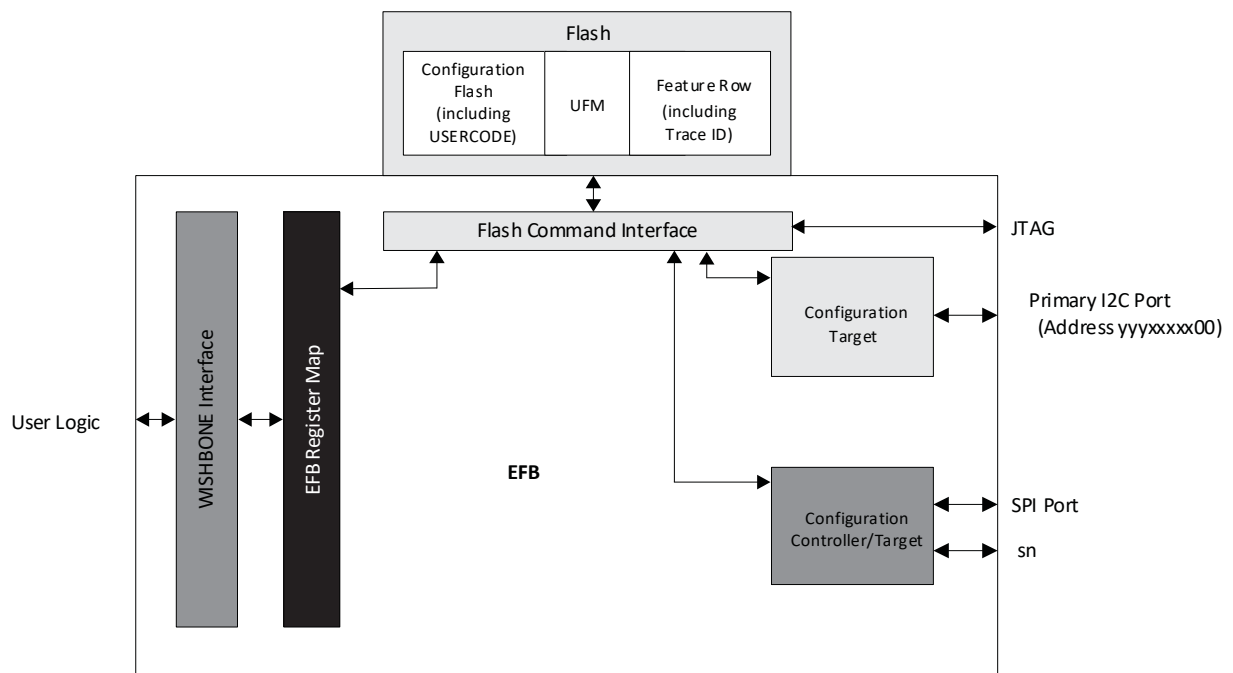 Flash
Configuration
Flash
(including
USERCODE)
UFM
Feature Row
(including
Trace ID)
Flash Command Interface
JTAG
Configuration
Target
Primary I2C Port
(Address yyyxxxxx00)
User Logic
WISHBONE Interface
EFB Register Map
EFB
Configuration
Controller/Target
SPI Port
sn